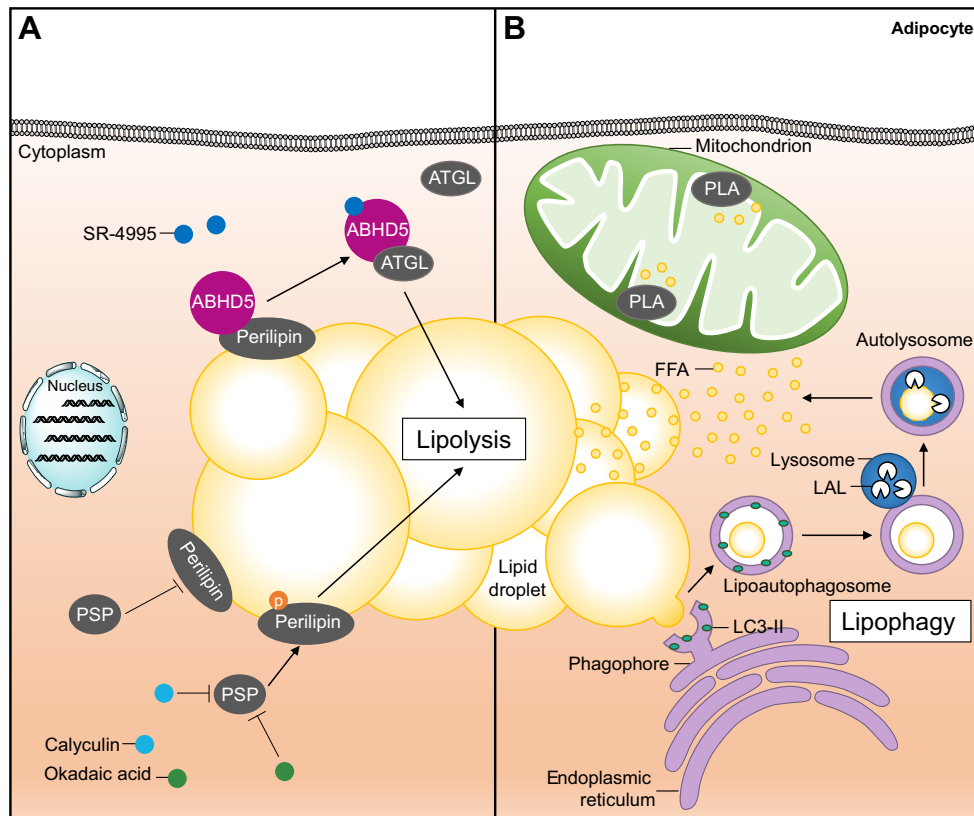 A
B
Adipocyte
Cytoplasm
Mitochondrion
ATGL
PLA
SR-4995
ABHD5
ATGL
ABHD5
Perilipin
PLA
FFA
Autolysosome
Nucleus
Lipolysis
Lysosome
LAL
Perilipin
Lipid
droplet
Lipoautophagosome
PSP
p
Perilipin
LC3-II
Lipophagy
Phagophore
PSP
Calyculin
Okadaic acid
Endoplasmic
reticulum